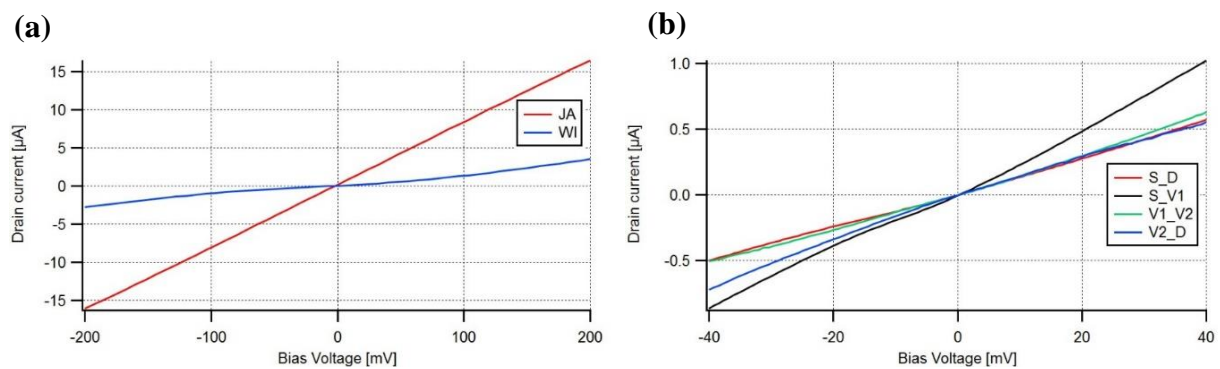 (a)
Drain current [µA]
15
10
5
0
-5
-10
-15
JA
WI
-200
-100
0
100
200
Bias Voltage [mV]
(b)
Drain current [µA]
1.0
0.5
0.0
-0.5
S_D
S_V1
V1_V2
V2_D
-40
-20
0
20
40
Bias Voltage [mV]